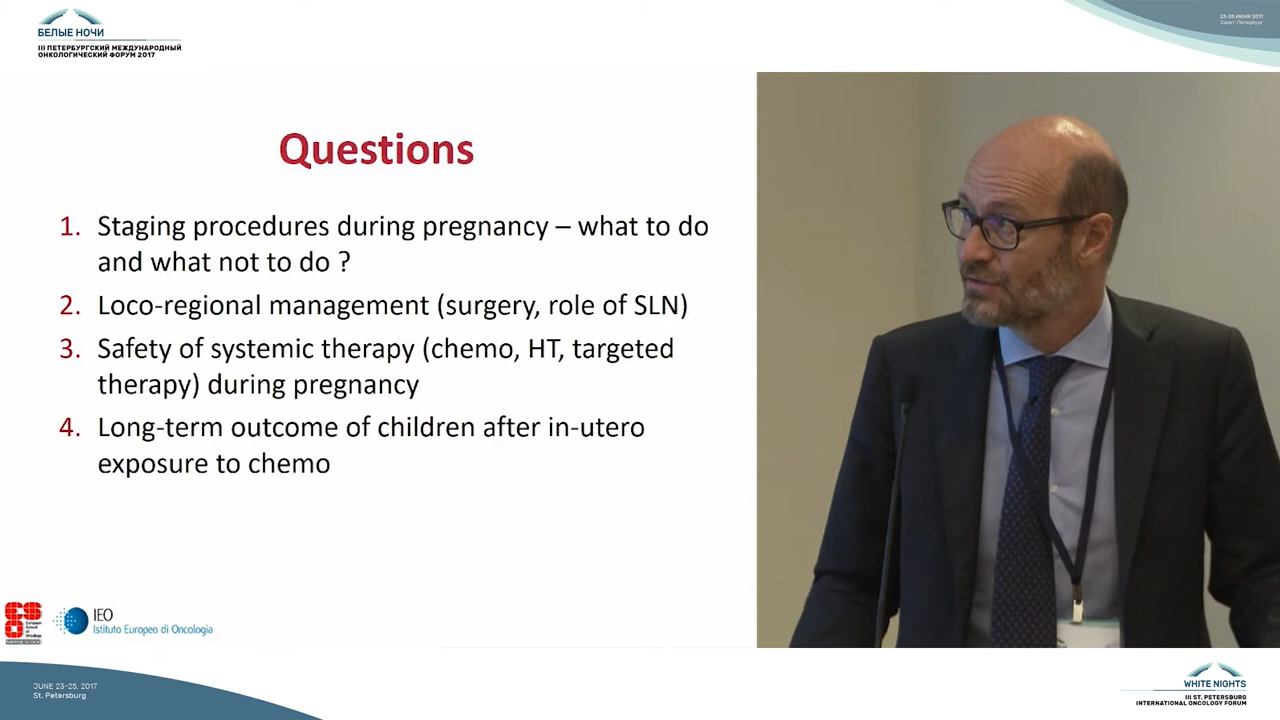 БЕЛЫЕ НОЧИ
III ПЕТЕРБУРГСКИЙ МЕЖДУНАРОДНЫЙ
ОНКОЛОГИЧЕСКИЙ ФОРУМ 2017
23-25 ИЮНЯ 2017
Санкт-Петербург
Questions
1. Staging procedures during pregnancy – what to do
and what not to do ?
2. Loco-regional management (surgery, role of SLN)
3. Safety of systemic therapy (chemo, HT, targeted
therapy) during pregnancy
4. Long-term outcome of children after in-utero
exposure to chemo
European
School
of
Oncology
IEO
Istituto Europeo di Oncologia
JUNE 23-25, 2017
St. Petersburg
WHITE NIGHTS
III ST. PETERSBURG
INTERNATIONAL ONCOLOGY FORUM